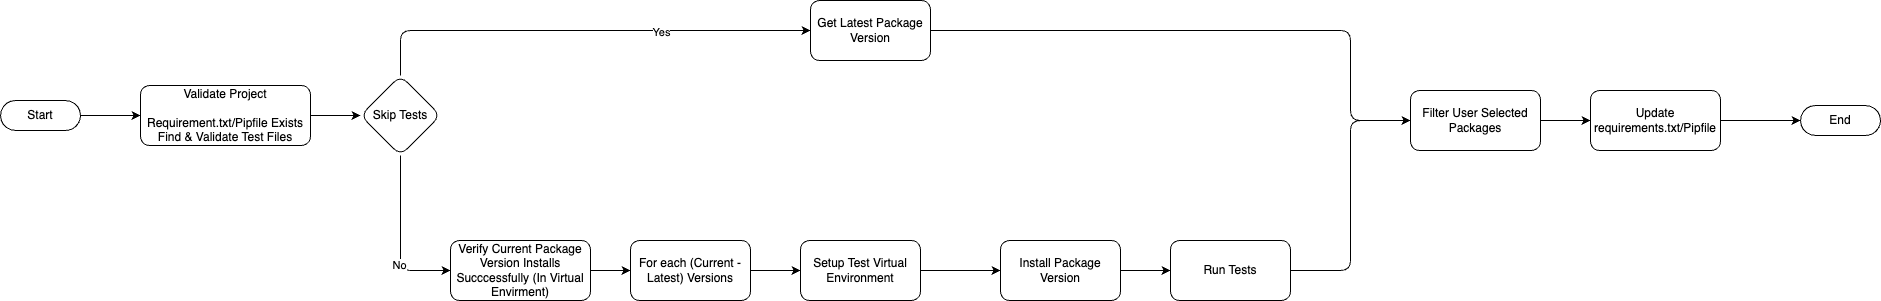 Start
Validate Project
Requirement.txt/Pipfile Exists
Find & Validate Test Files
Skip Tests
Yes
Get Latest Package
Version
No
Verify Current Package
Version Installs
Succcessfully (In Virtual
Envirment)
For each (Current -
Latest) Versions
Setup Test Virtual
Environment
Install Package
Version
Run Tests
Filter User Selected
Packages
Update
requirements.txt/Pipfile
End